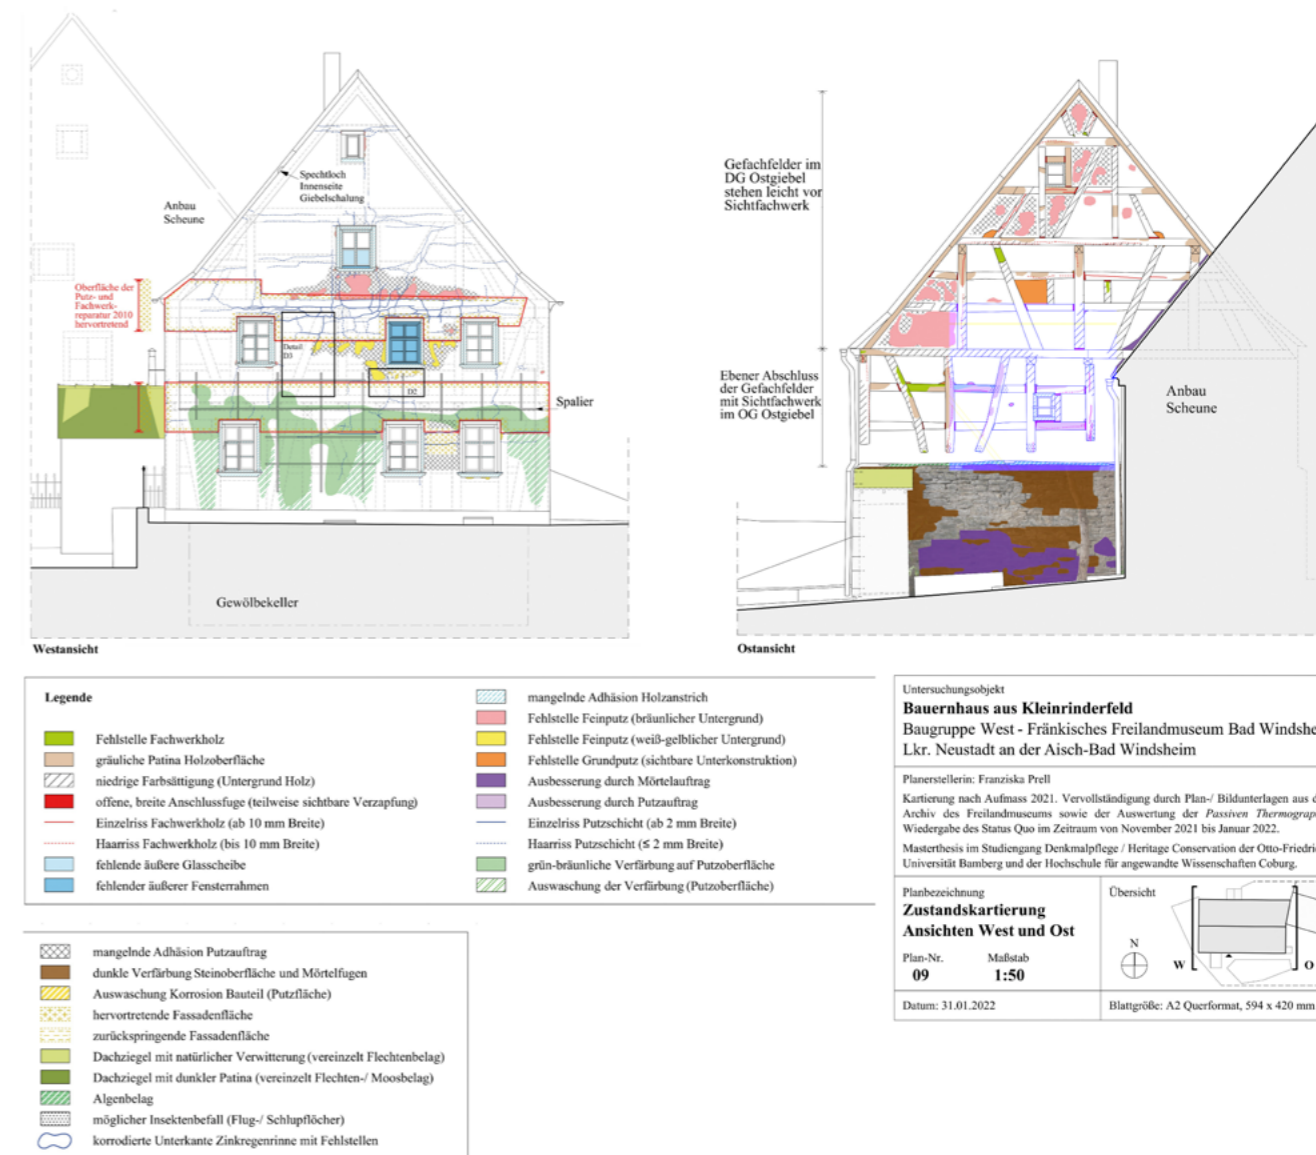 Spechtloch
Innenseite
Giebelschalung
Anbau
Scheune
Oberfläche der
Putz- und
Fachwerk-
reparatur 2010
hervortretend
Detail
D3
D2
Spalier
Gewölbekeller
Westansicht
Gefachfelder im
DG Ostgiebel
stehen leicht vor
Sichtfachwerk
Ebener Abschluss
der Gefachfelder
mit Sichtfachwerk
im OG Ostgiebel
Anbau
Scheune
Ostansicht
Legende
Fehlstelle Fachwerkholz
gräuliche Patina Holzoberfläche
niedrige Farbsättigung (Untergrund Holz)
offene, breite Anschlussfuge (teilweise sichtbare Verzapfung)
Einzelriss Fachwerkholz (ab 10 mm Breite)
Haarriss Fachwerkholz (bis 10 mm Breite)
fehlende äußere Glasscheibe
fehlender äußerer Fensterrahmen
mangelnde Adhäsion Holzanstrich
Fehlstelle Feinputz (bräunlicher Untergrund)
Fehlstelle Feinputz (weiß-gelblicher Untergrund)
Fehlstelle Grundputz (sichtbare Unterkonstruktion)
Ausbesserung durch Mörtelauftrag
Ausbesserung durch Putzauftrag
Einzelriss Putzschicht (ab 2 mm Breite)
Haarriss Putzschicht (≤ 2 mm Breite)
grün-bräunliche Verfärbung auf Putzoberfläche
Auswaschung der Verfärbung (Putzoberfläche)
mangelnde Adhäsion Putzauftrag
dunkle Verfärbung Steinoberfläche und Mörtelfugen
Auswaschung Korrosion Bauteil (Putzfläche)
hervortretende Fassadenfläche
zurückspringende Fassadenfläche
Dachziegel mit natürlicher Verwitterung (vereinzelt Flechtenbelag)
Dachziegel mit dunkler Patina (vereinzelt Flechten-/ Moosbelag)
Algenbelag
möglicher Insektenbefall (Flug-/ Schlupflöcher)
korrodierte Unterkante Zinkregenrinne mit Fehlstellen
Untersuchungsobjekt
Bauernhaus aus Kleinrinderfeld
Baugruppe West - Fränkisches Freilandmuseum Bad Windshe
Lkr. Neustadt an der Aisch-Bad Windsheim
Planerstellerin: Franziska Prell
Kartierung nach Aufmass 2021. Vervollständigung durch Plan-/ Bildunterlagen aus d
Archiv des Freilandmuseums sowie der Auswertung der Passiven Thermograp
Wiedergabe des Status Quo im Zeitraum von November 2021 bis Januar 2022.
Masterthesis im Studiengang Denkmalpflege / Heritage Conservation der Otto-Friedri
Universität Bamberg und der Hochschule für angewandte Wissenschaften Coburg.
Planbezeichnung
Zustandskartierung
Ansichten West und Ost
Plan-Nr. Maßstab
09 1:50
Datum: 31.01.2022
Übersicht
N
W
O
Blattgröße: A2 Querformat, 594 x 420 mm